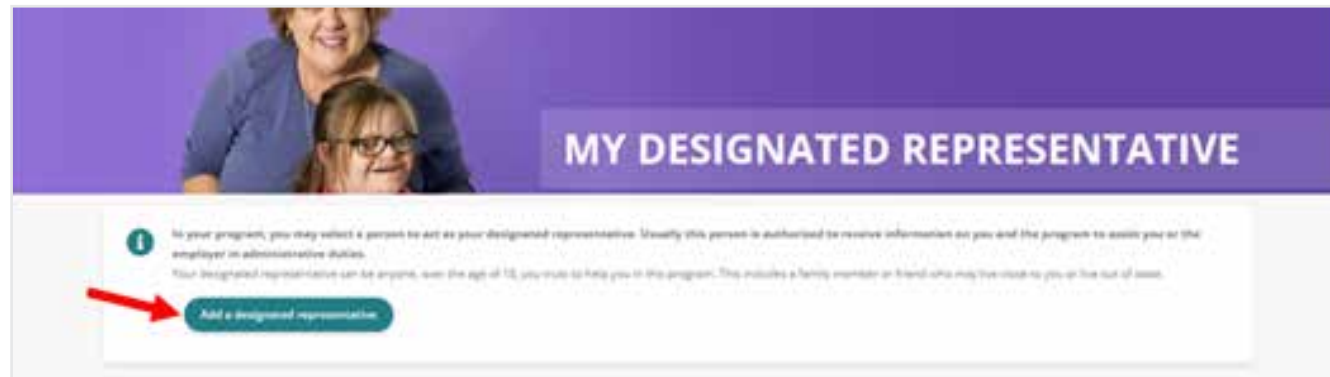 MY DESIGNATED REPRESENTATIVE
In your program, you may select a person to act as your designated representative. Usually this person is authorized to receive information on you and the program to assist you or the
employer in administrative duties.
Your designated representative can be anyone, over the age of 18, you trust to help you in the program. This includes a family member or friend who may live close to you or live out of state.
Add a designated representative